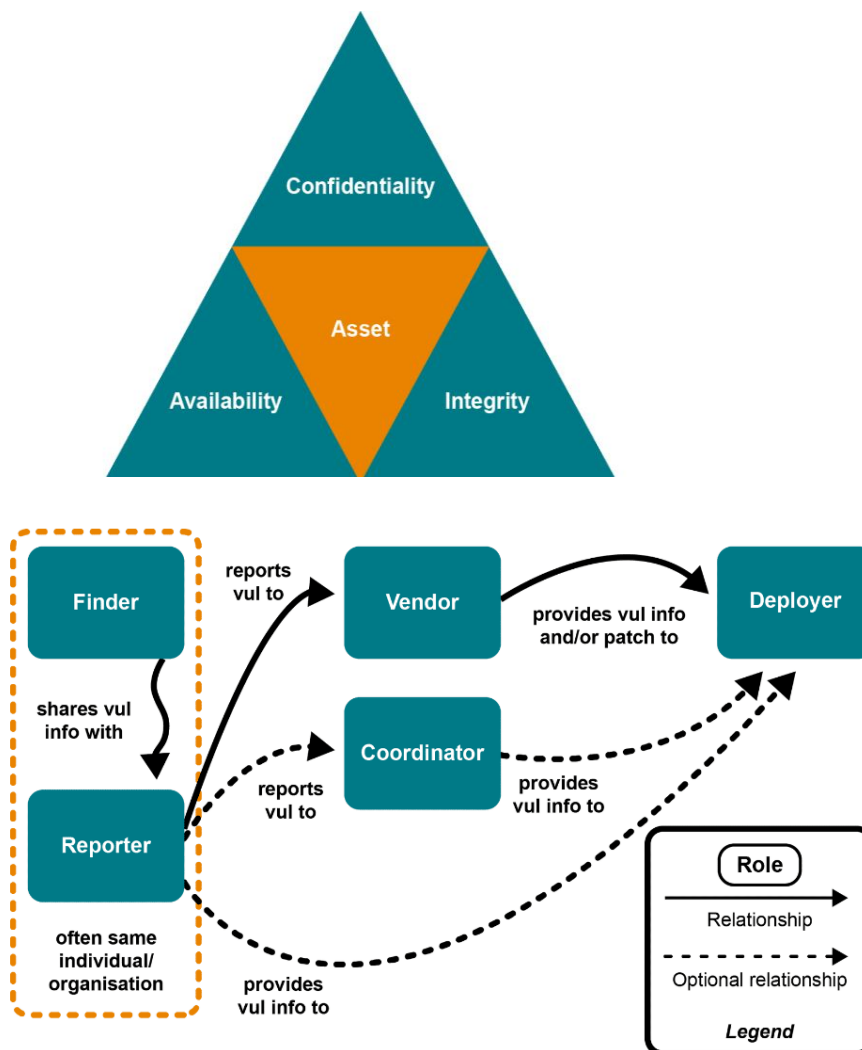 Confidentiality
Asset
Availability
Integrity
Finder
shares vul
info with
Reporter
often same
individual/
organisation
reports
vul to
Vendor
provides vul info
and/or patch to
Deployer
reports
vul to
Coordinator
provides
vul info to
provides
vul info to
Role
Relationship
Optional relationship
Legend